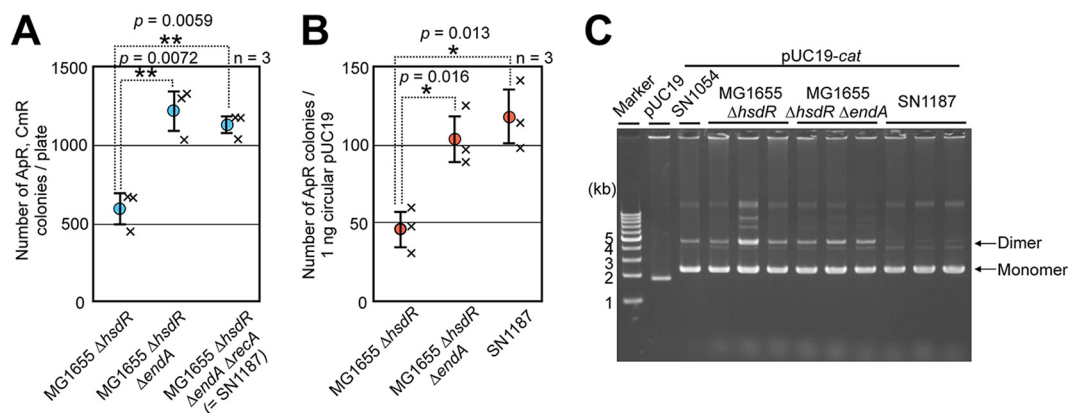 A
p = 0.0059
**
p = 0.0072
**
n = 3
Number of ApR, CmR
colonies / plate
1500
1000
500
0
MG1655 ΔhsdR
MG1655 ΔhsdR
ΔendA
MG1655 ΔhsdR
ΔendA ΔrecA
(= SN1187)
B
p = 0.013
*
n = 3
p = 0.016
*
Number of ApR colonies /
1 ng circular pUC19
150
100
50
0
MG1655 ΔhsdR
MG1655 ΔhsdR
ΔendA
SN1187
C
pUC19-cat
Marker
pUC19
SN1054
MG1655
ΔhsdR
MG1655
ΔhsdR ΔendA
SN1187
(kb)
5
4
3
2
1
Dimer
Monomer